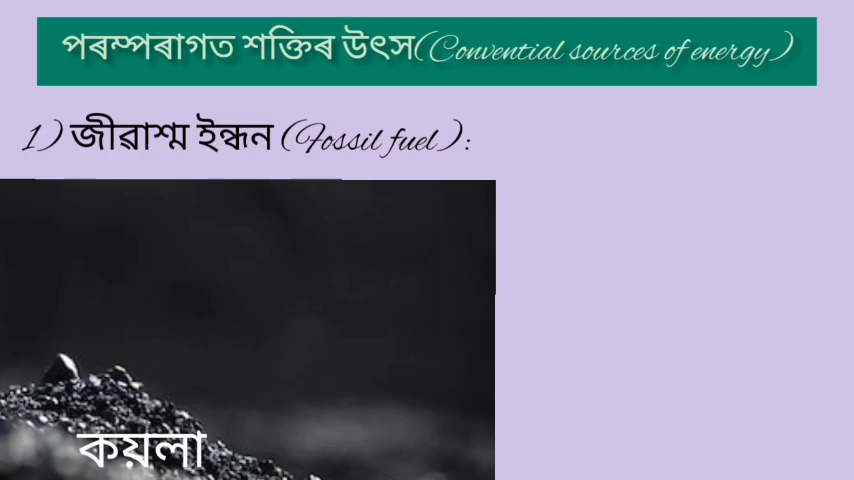 পৰম্পৰাগত শক্তিৰ উৎস(Convential sources of energy)
1) জীৱাশ্ম ইন্ধন (Fossil fuel):
কয়লা